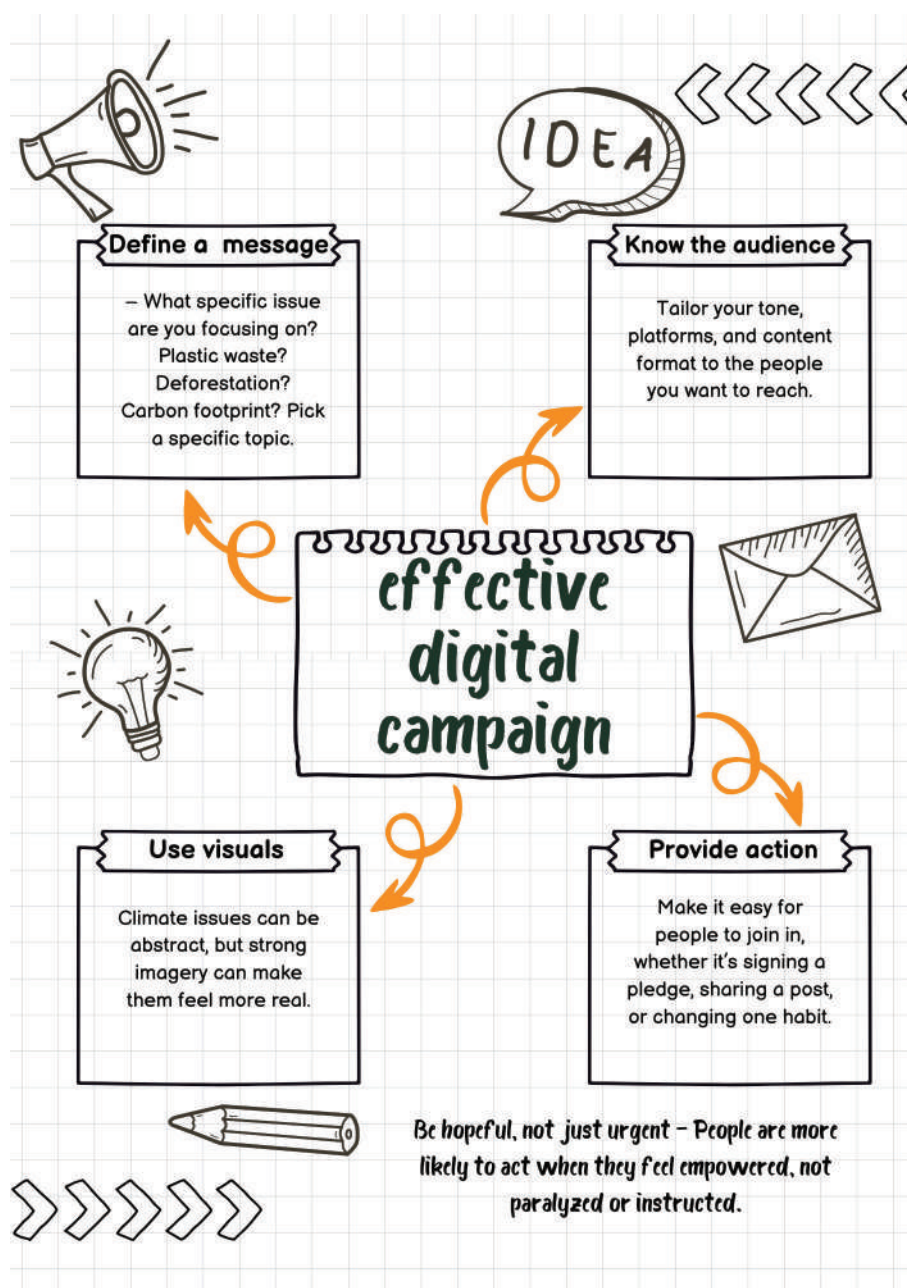 IDEA
Define a message
– What specific issue
are you focusing on?
Plastic waste?
Deforestation?
Carbon footprint? Pick
a specific topic.
Know the audience
Tailor your tone,
platforms, and content
format to the people
you want to reach.
effective
digital
campaign
Use visuals
Climate issues can be
abstract, but strong
imagery can make
them feel more real.
Provide action
Make it easy for
people to join in,
whether it's signing a
pledge, sharing a post,
or changing one habit.
Be hopeful, not just urgent – People are more
likely to act when they feel empowered, not
paralyzed or instructed.